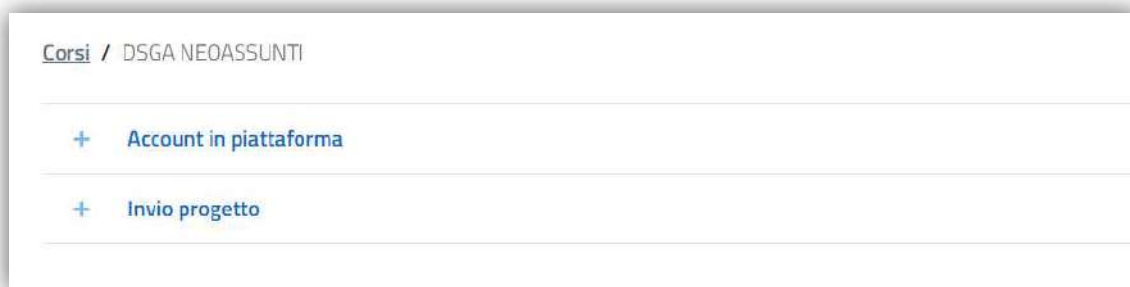 Corsi / DSGA NEOASSUNTI
+ Account in piattaforma
+ Invio progetto